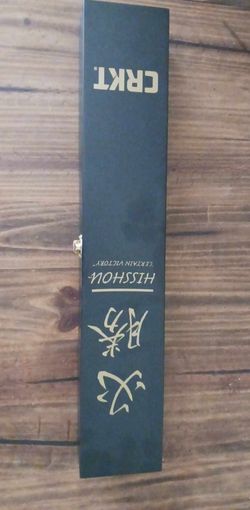 CRKT.
HISSHOU
"CERTAIN VICTORY"
必勝